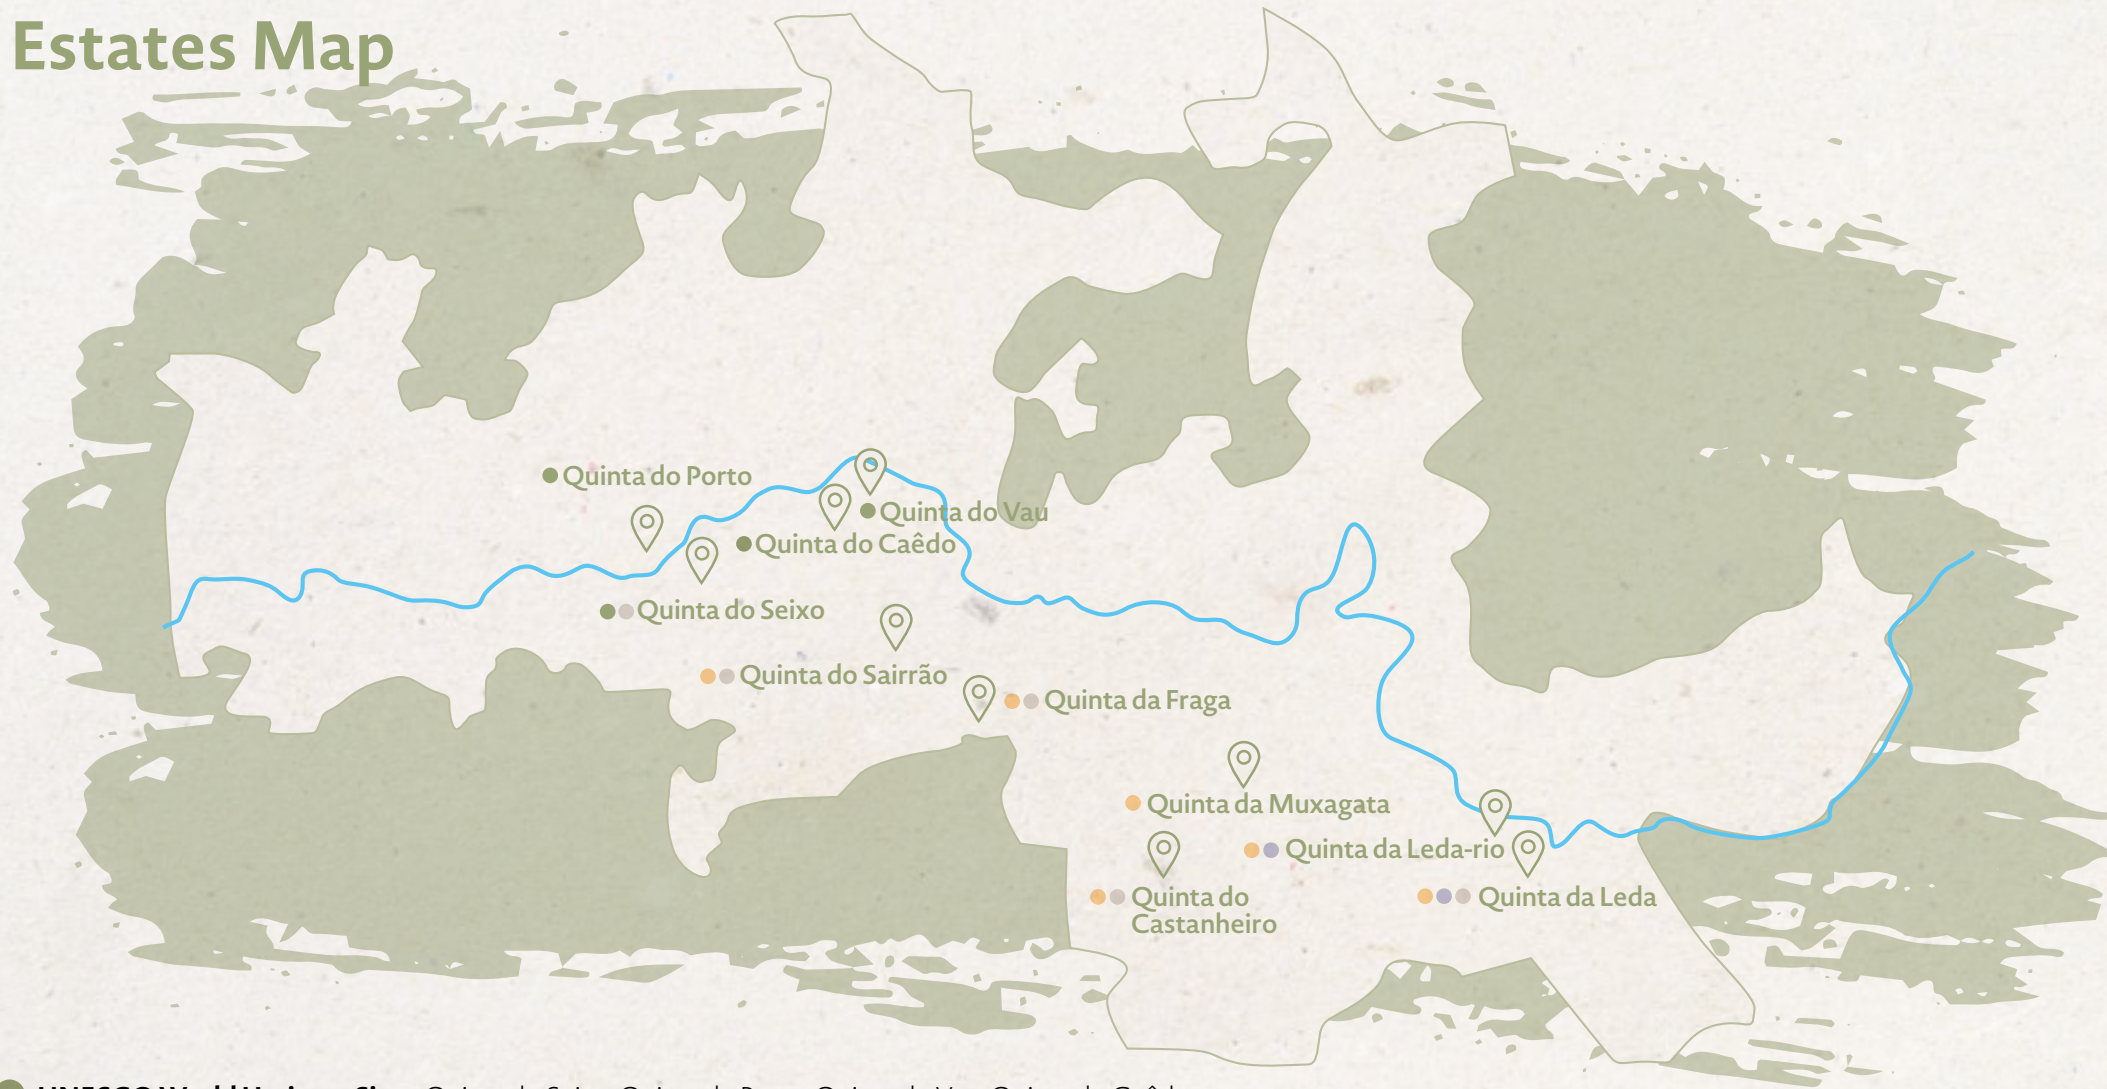 Estates Map
Quinta do Porto
Quinta do Vau
Quinta do Caêdo
Quinta do Seixo
Quinta do Sairrão
Quinta da Fraga
Quinta da Muxagata
Quinta da Leda-rio
Quinta do
Castanheiro
Quinta da Leda